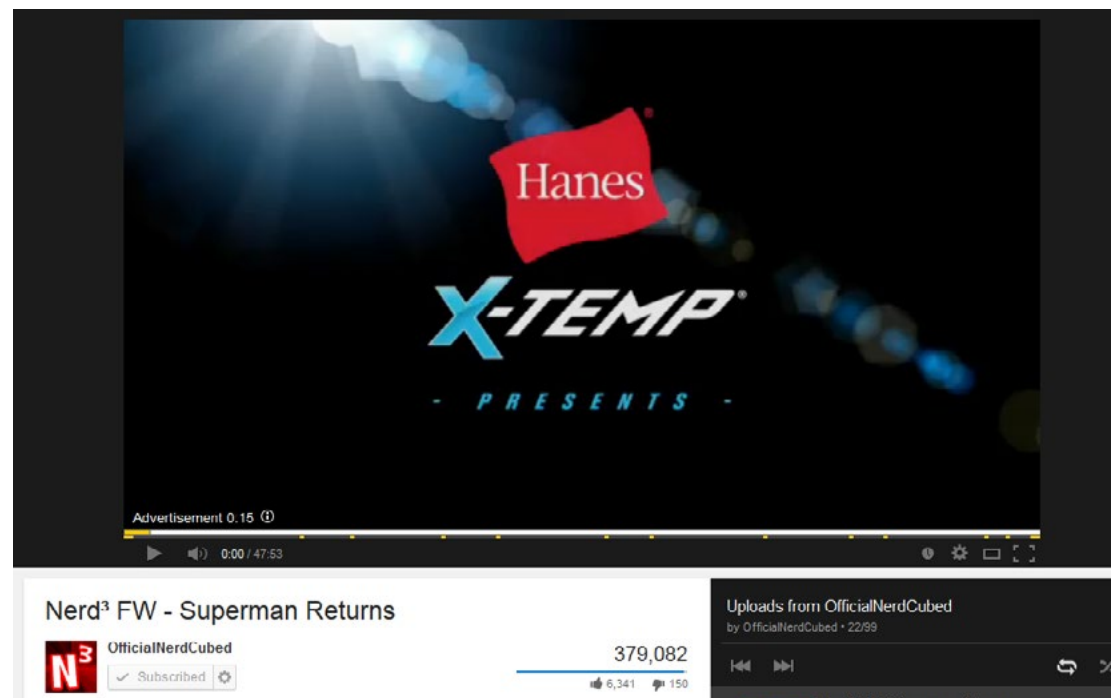 Hanes®
X-TEMP®
- PRESENTS -
Advertisement 0.15
0:00 / 47:53
Nerd³ FW - Superman Returns
OfficialNerdCubed
N3
Subscribed
379,082
6,341 150
Uploads from OfficialNerdCubed
by OfficialNerdCubed • 22/99